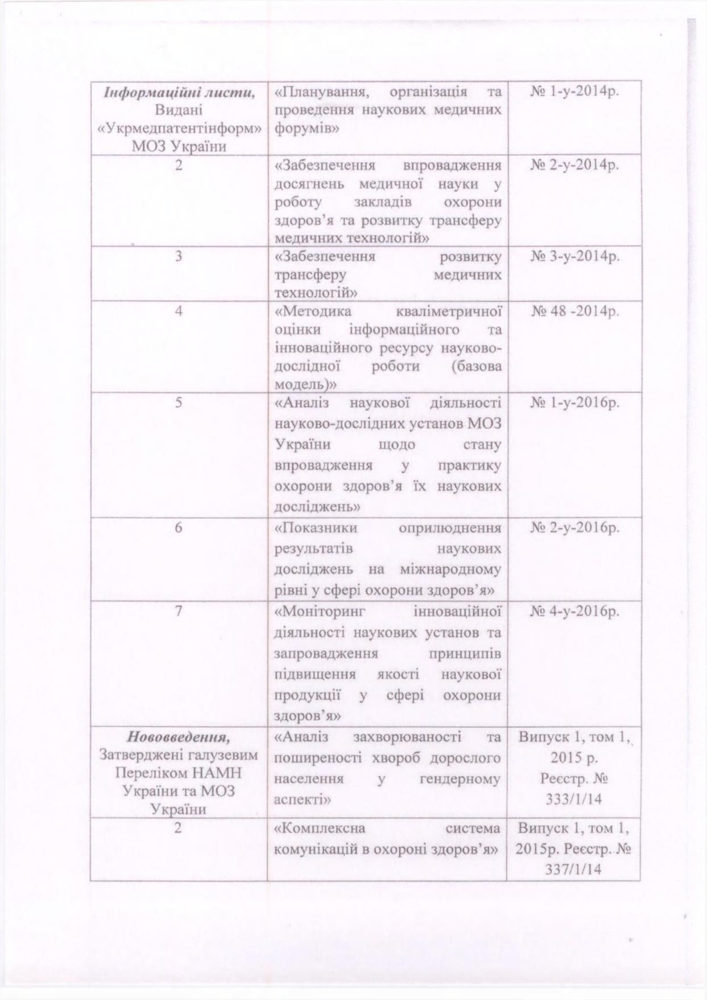 Інформаційні листи,
Видані
«Укрмедпатентінформ»
МОЗ України
«Планування, організація та
проведення наукових медичних
форумів»
№ 1-у-2014р.
2
«Забезпечення впровадження
досягнень медичної науки у
роботу закладів охорони
здоров’я та розвитку трансферу
медичних технологій»
№ 2-у-2014р.
3
«Забезпечення розвитку
трансферу медичних
технологій»
№ 3-у-2014р.
4
«Методика кваліметричної
оцінки інформаційного та
інноваційного ресурсу науково-
дослідної роботи (базова
модель)»
№ 48 -2014р.
5
«Аналіз наукової діяльності
науково-дослідних установ МОЗ
України щодо стану
впровадження у практику
охорони здоров’я їх наукових
досліджень»
№ 1-у-2016р.
6
«Показники оприлюднення
результатів наукових
досліджень на міжнародному
рівні у сфері охорони здоров’я»
№ 2-у-2016р.
7
«Моніторинг інноваційної
діяльності наукових установ та
запровадження принципів
підвищення якості наукової
продукції у сфері охорони
здоров’я»
№ 4-у-2016р.
Нововведення,
Затверджені галузевим
Переліком НАМН
України та МОЗ
України
«Аналіз захворюваності та
поширеності хвороб дорослого
населення у гендерному
аспекті»
Випуск 1, том 1,
2015 р.
Реєстр. №
333/1/14
2
«Комплексна система
комунікацій в охороні здоров’я»
Випуск 1, том 1,
2015р. Реєстр. №
337/1/14